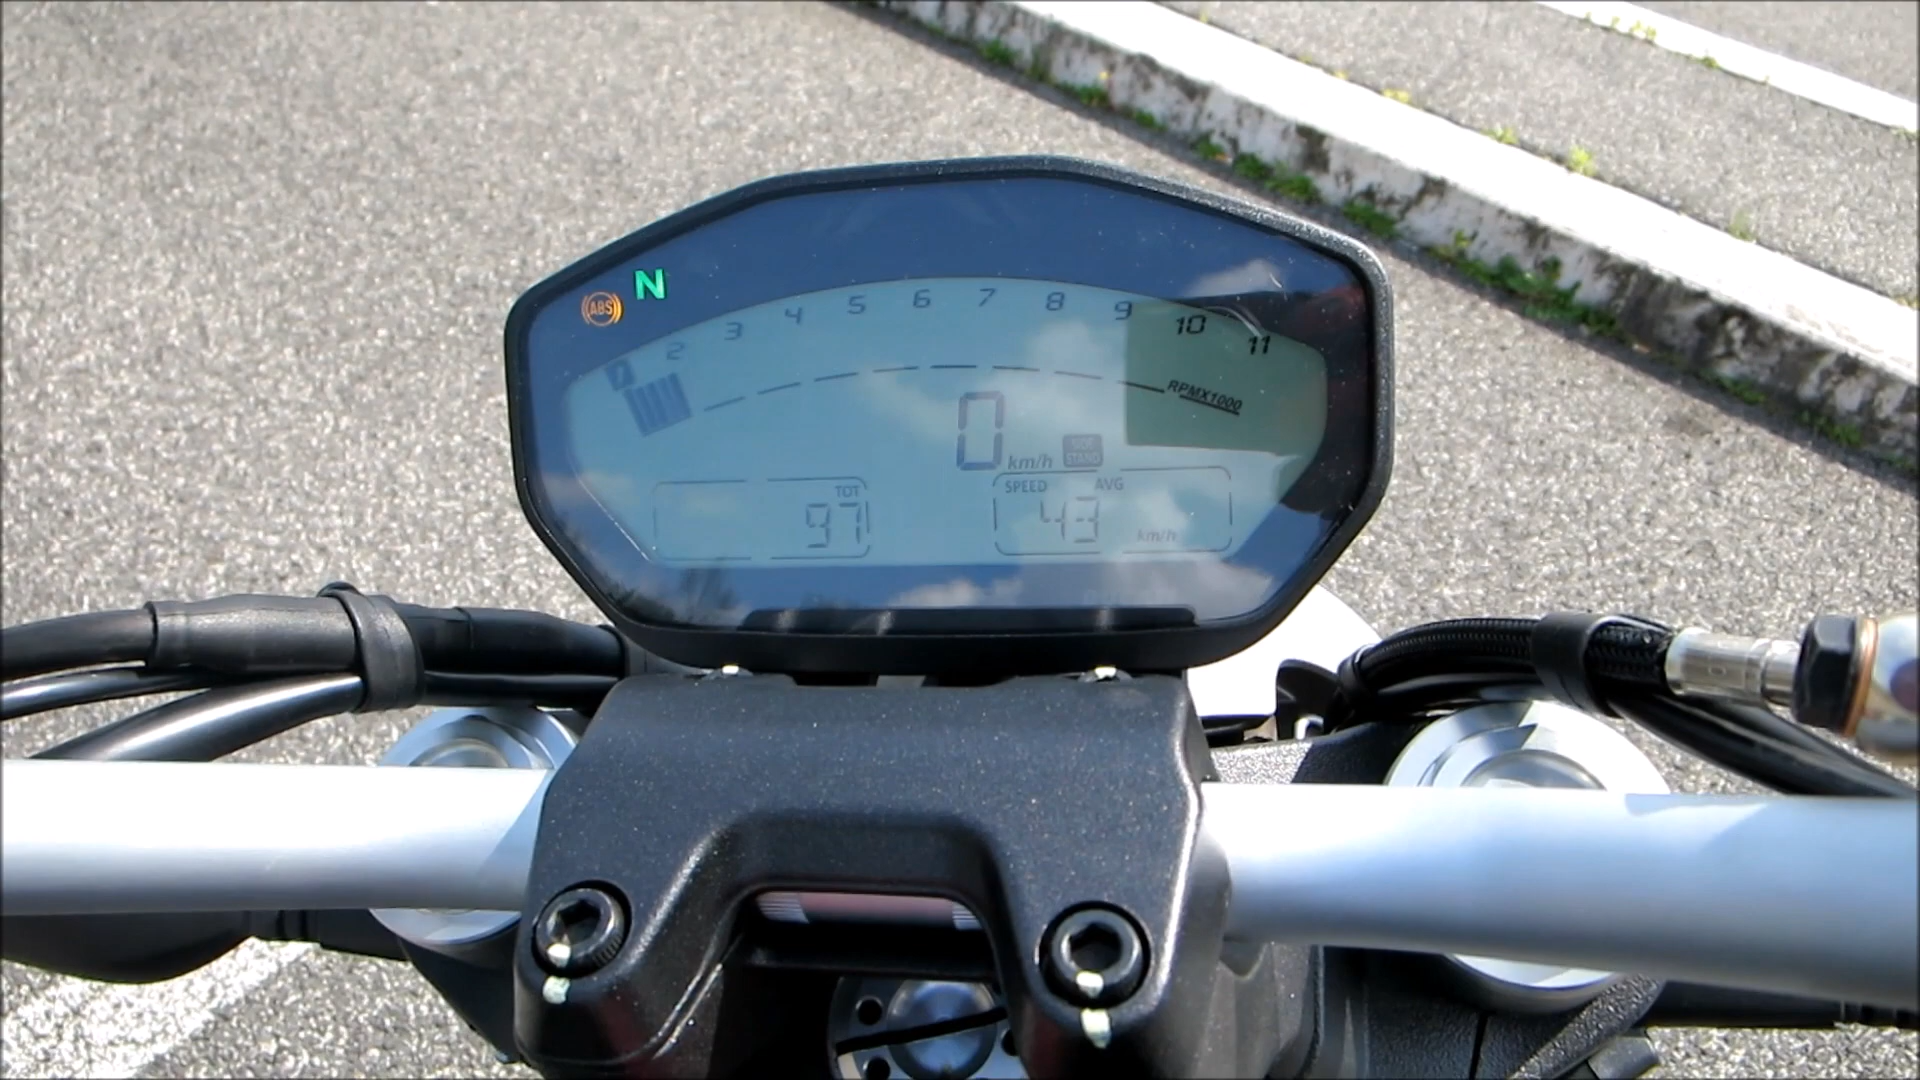 N
ABS
2 3 4 5 6 7 8 9 10 11
RPMX1000
0 km/h SIDE STAND
TOT
97
SPEED AVG
43 km/h